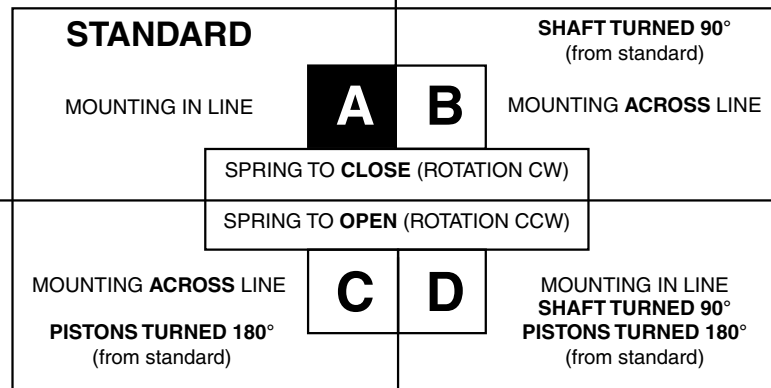 STANDARD
MOUNTING IN LINE
A
B
SHAFT TURNED 90°
(from standard)
MOUNTING ACROSS LINE
SPRING TO CLOSE (ROTATION CW)
SPRING TO OPEN (ROTATION CCW)
MOUNTING ACROSS LINE
PISTONS TURNED 180°
(from standard)
C
D
MOUNTING IN LINE
SHAFT TURNED 90°
PISTONS TURNED 180°
(from standard)